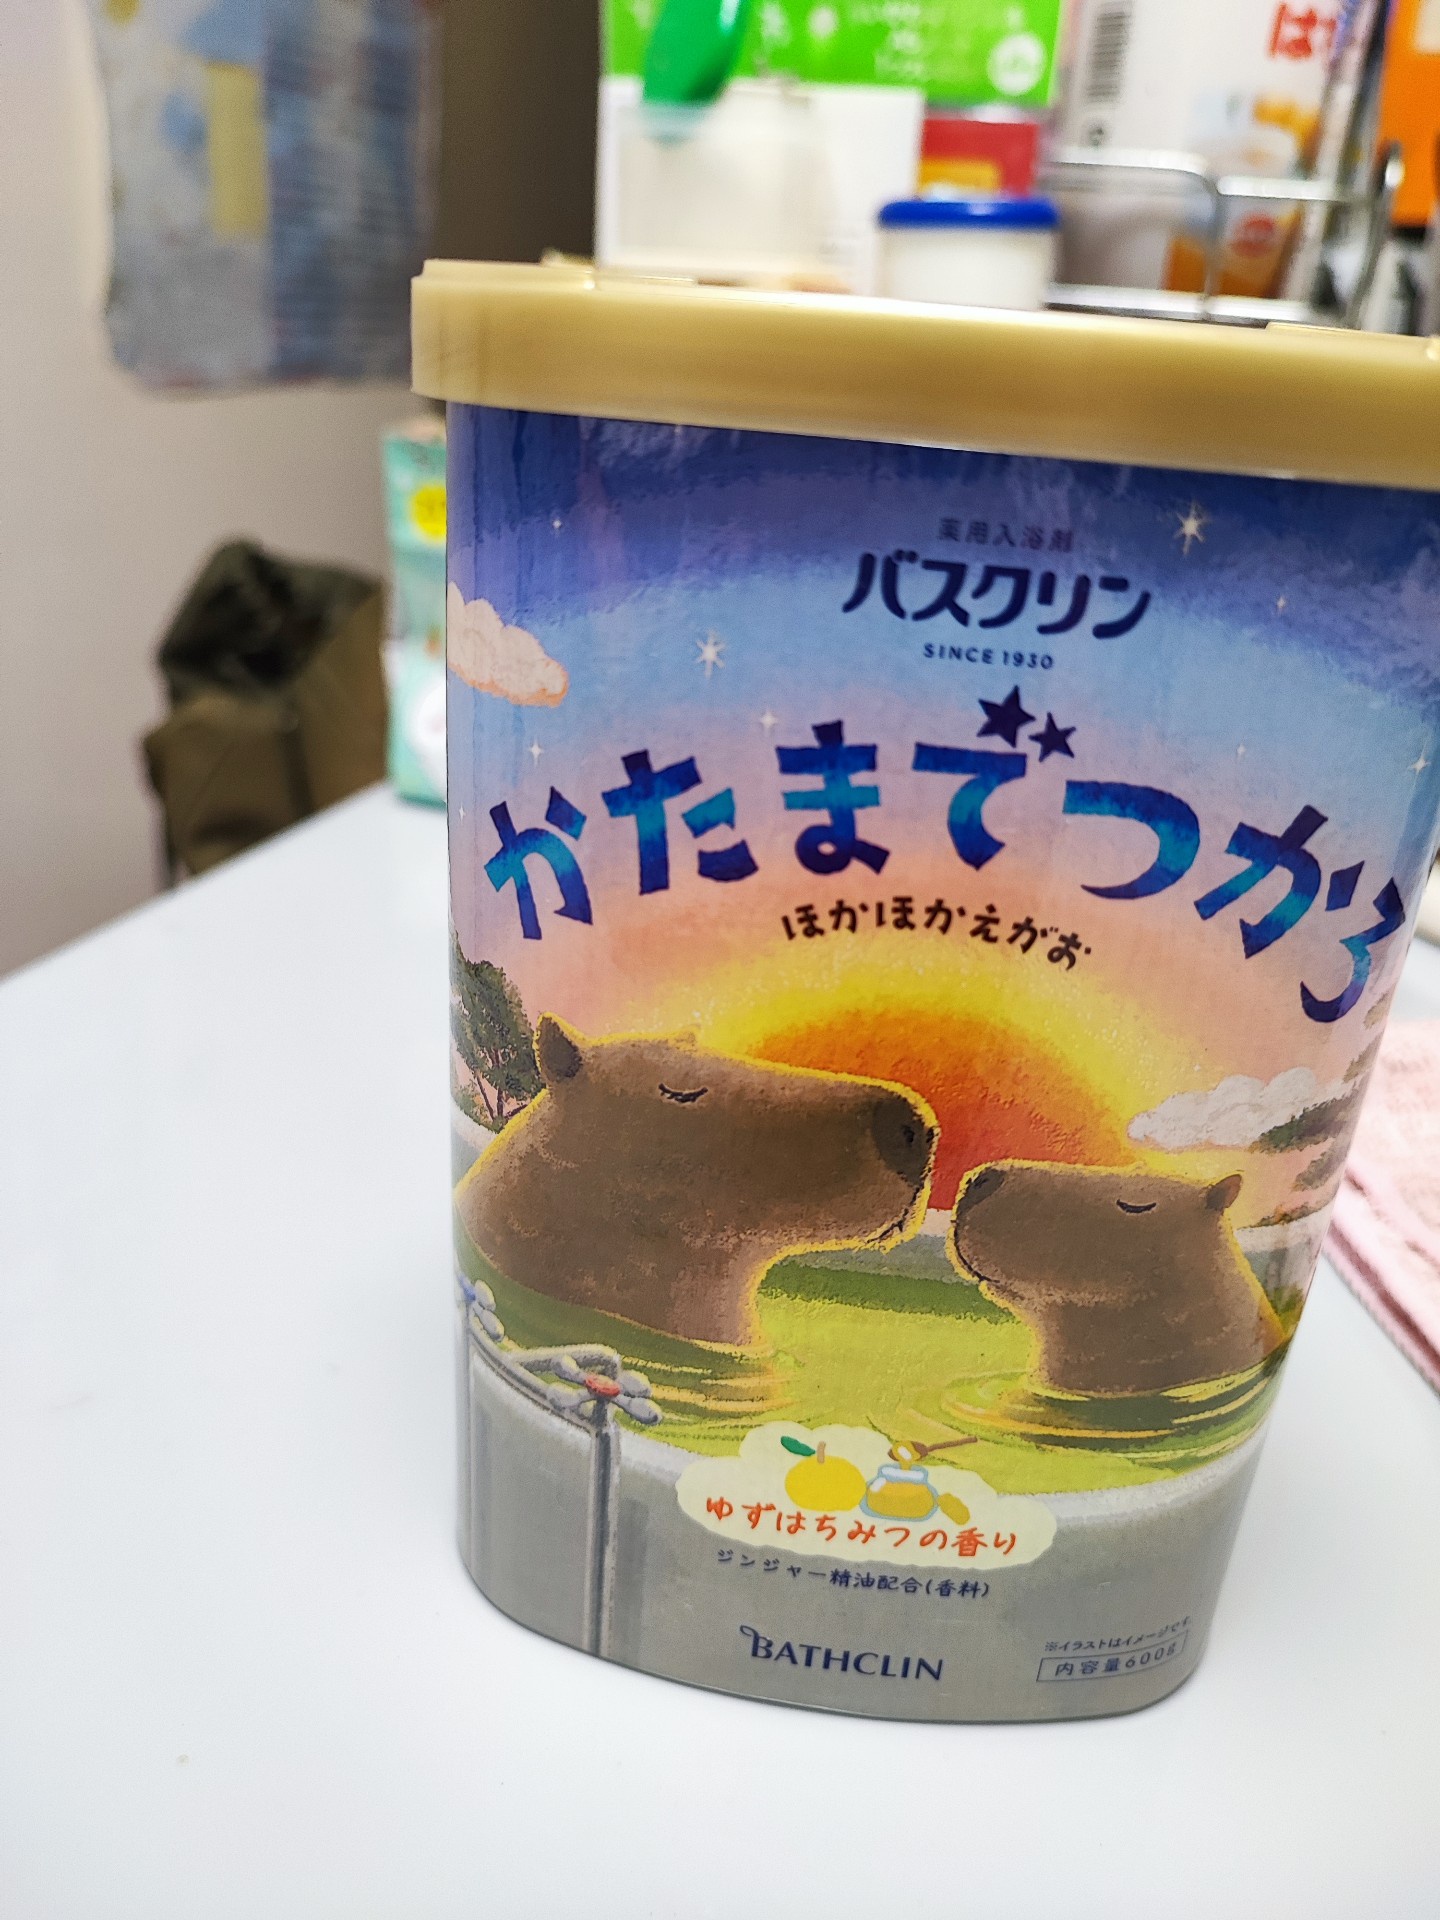 薬用入浴剤
バスクリン
SINCE 1930
かたまでつかろ
ほかほかえがお
ゆずはちみつの香り
ジンジャー精油配合(香料)
BATHCLIN
※イラストはイメージです。
内容量600g